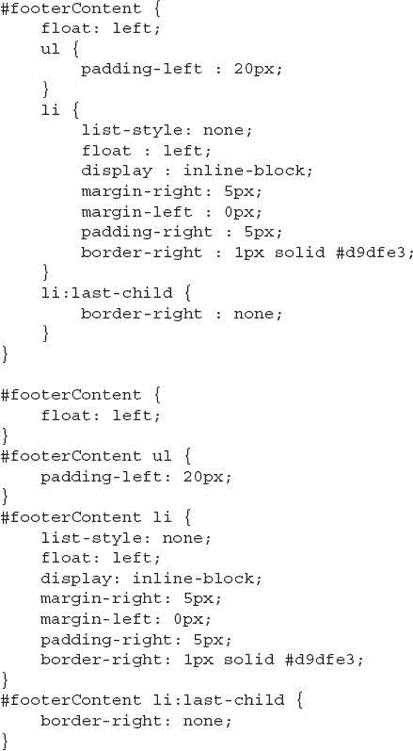 #footerContent {
    float: left;
    ul {
        padding-left : 20px;
    }
    li {
        list-style: none;
        float : left;
        display : inline-block;
        margin-right: 5px;
        margin-left : 0px;
        padding-right : 5px;
        border-right : 1px solid #d9dfe3;
    }
    li:last-child {
        border-right : none;
    }
}

#footerContent {
    float: left;
}
#footerContent ul {
    padding-left: 20px;
}
#footerContent li {
    list-style: none;
    float: left;
    display: inline-block;
    margin-right: 5px;
    margin-left: 0px;
    padding-right: 5px;
    border-right: 1px solid #d9dfe3;
}
#footerContent li:last-child {
    border-right: none;
}